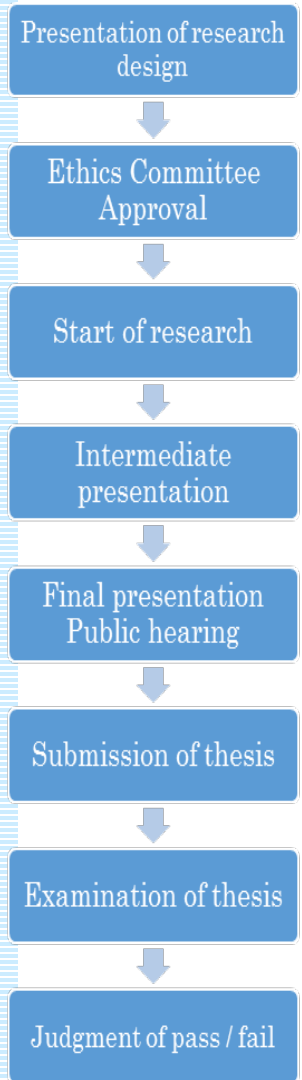 Presentation of research
design
Ethics Committee
Approval
Start of research
Intermediate
presentation
Final presentation
Public hearing
Submission of thesis
Examination of thesis
Judgment of pass / fail